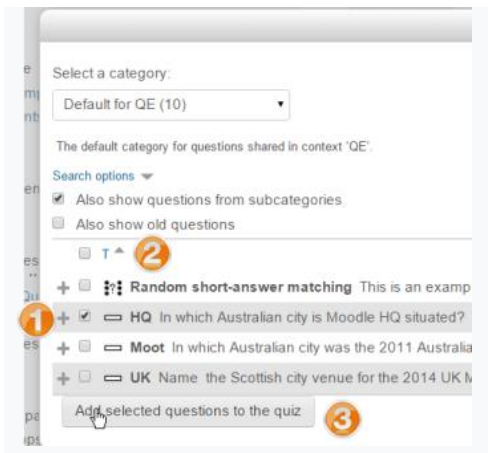 Select a category:
Default for QE (10)
The default category for questions shared in context 'QE'.
Search options
Also show questions from subcategories
Also show old questions
T 2
Random short-answer matching This is an examp
1 HQ In which Australian city is Moodle HQ situated?
Moot In which Australian city was the 2011 Australia
UK Name the Scottish city venue for the 2014 UK M
Add selected questions to the quiz 3